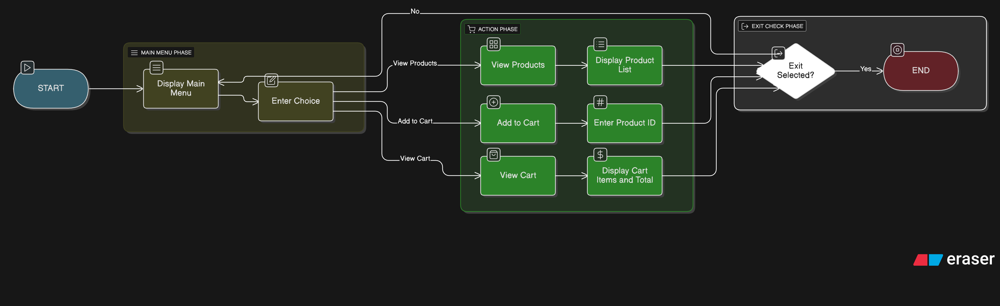 No
ACTION PHASE
EXIT CHECK PHASE
MAIN MENU PHASE
View Products
View Products
Display Product
List
Exit
Selected?
Yes
END
START
Display Main
Menu
Enter Choice
Add to Cart
Add to Cart
#
Enter Product ID
View Cart
View Cart
$
Display Cart
Items and Total
eraser